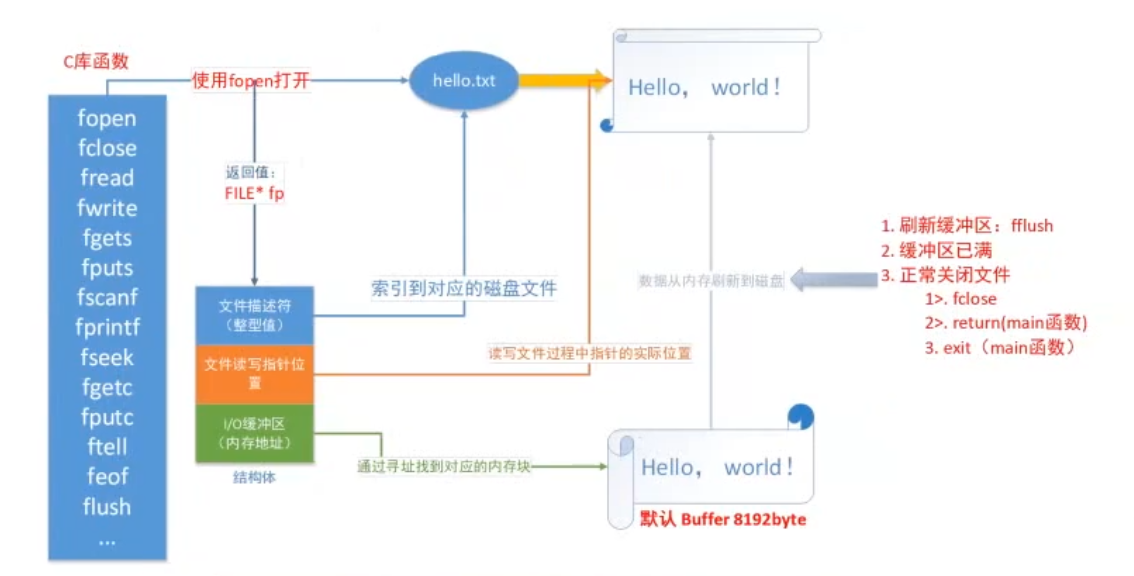 C库函数
fopen
fclose
fread
fwrite
fgets
fputs
fscanf
fprintf
fseek
fgetc
fputc
ftell
feof
flush
...
使用fopen打开
返回值：
FILE* fp
文件描述符
（整型值）
文件读写指针位
置
I/O缓冲区
（内存地址）
结构体
hello.txt
Hello， world！
索引到对应的磁盘文件
读写文件过程中指针的实际位置
通过寻址找到对应的内存块
数据从内存刷新到磁盘
1. 刷新缓冲区：fflush
2. 缓冲区已满
3. 正常关闭文件
1>. fclose
2>. return(main函数)
3. exit（main函数）
Hello， world！
默认 Buffer 8192byte